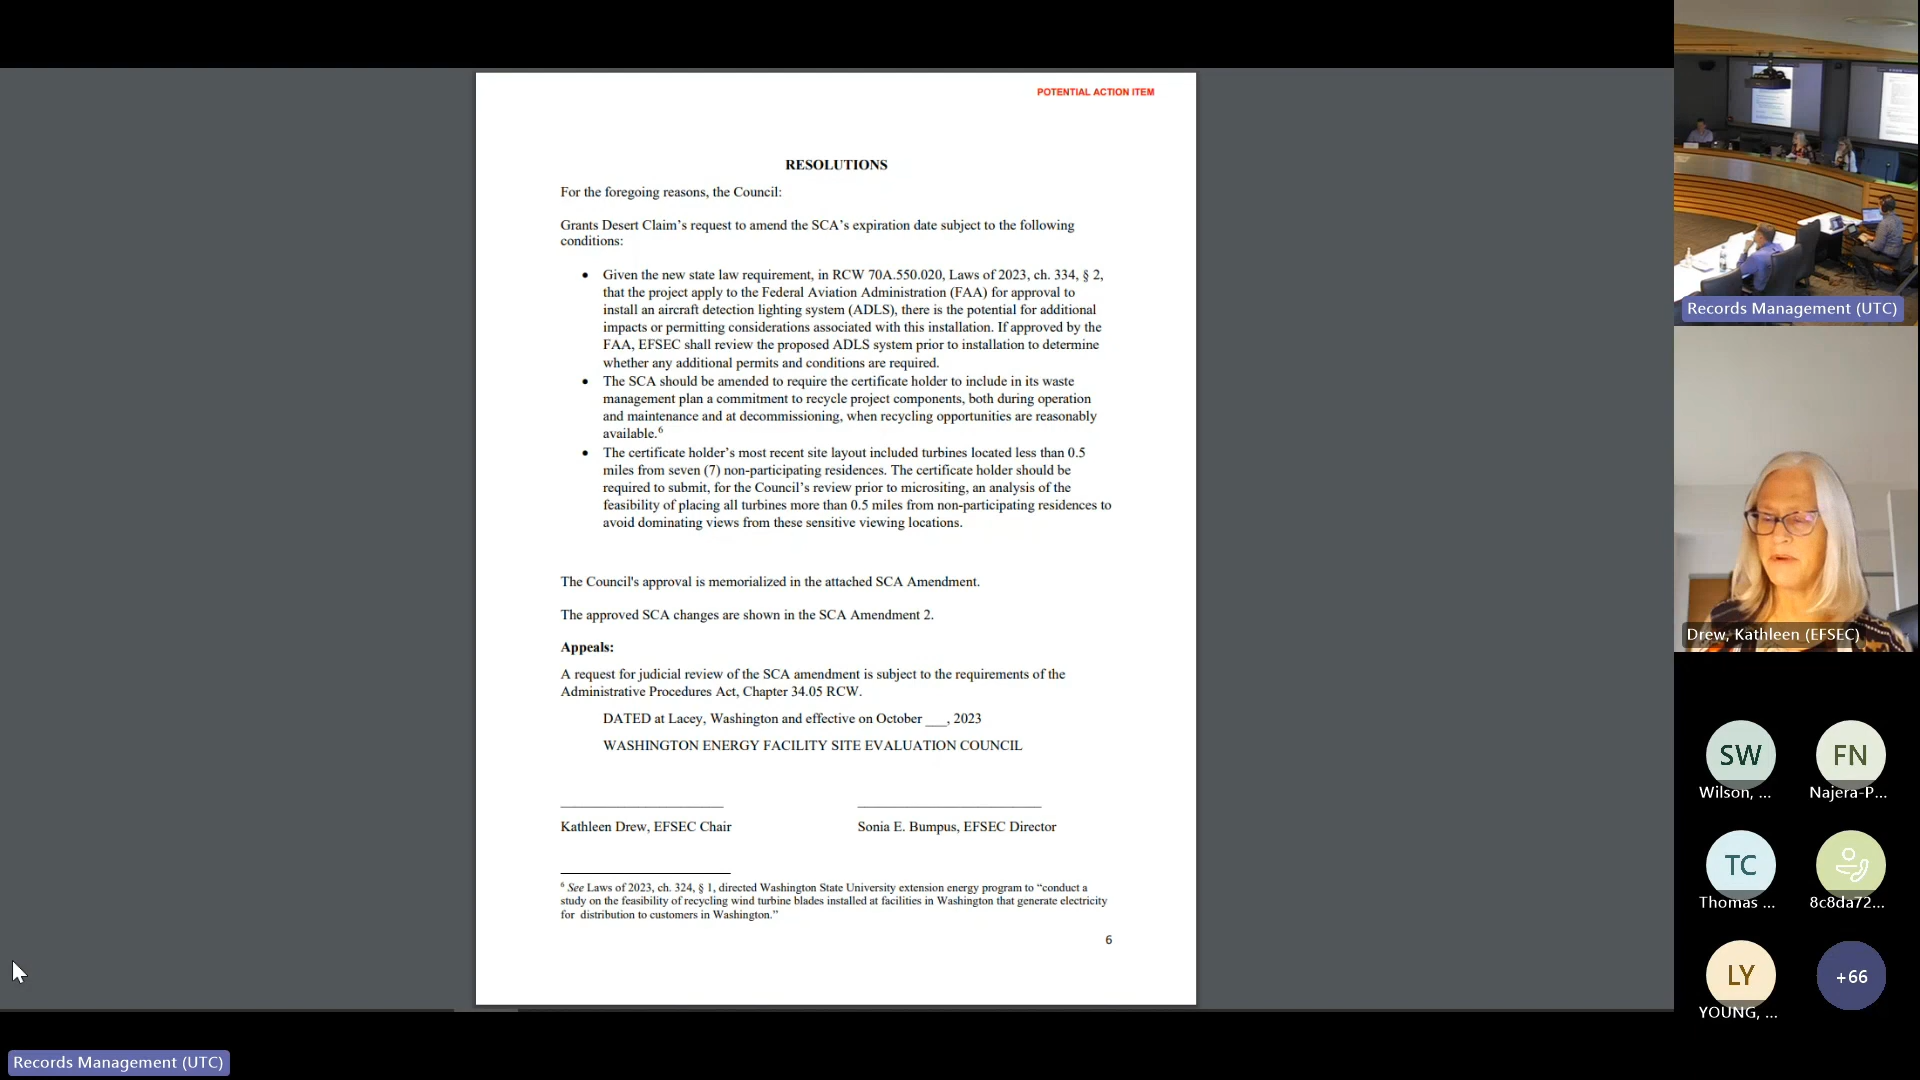 POTENTIAL ACTION ITEM
RESOLUTIONS
For the foregoing reasons, the Council:
Grants Desert Claim's request to amend the SCA's expiration date subject to the following
conditions:
• Given the new state law requirement, in RCW 70A.550.020, Laws of 2023, ch. 334, § 2,
that the project apply to the Federal Aviation Administration (FAA) for approval to
install an aircraft detection lighting system (ADLS), there is the potential for additional
impacts or permitting considerations associated with this installation. If approved by the
FAA, EFSEC shall review the proposed ADLS system prior to installation to determine
whether any additional permits and conditions are required.
• The SCA should be amended to require the certificate holder to include in its waste
management plan a commitment to recycle project components, both during operation
and maintenance and at decommissioning, when recycling opportunities are reasonably
available.6
• The certificate holder's most recent site layout included turbines located less than 0.5
miles from seven (7) non-participating residences. The certificate holder should be
required to submit, for the Council's review prior to micrositing, an analysis of the
feasibility of placing all turbines more than 0.5 miles from non-participating residences to
avoid dominating views from these sensitive viewing locations.
The Council's approval is memorialized in the attached SCA Amendment.
The approved SCA changes are shown in the SCA Amendment 2.
Appeals:
A request for judicial review of the SCA amendment is subject to the requirements of the
Administrative Procedures Act, Chapter 34.05 RCW.
DATED at Lacey, Washington and effective on October ___, 2023
WASHINGTON ENERGY FACILITY SITE EVALUATION COUNCIL
Kathleen Drew, EFSEC Chair
Sonia E. Bumpus, EFSEC Director
6 See Laws of 2023, ch. 324, § 1, directed Washington State University extension energy program to "conduct a
study on the feasibility of recycling wind turbine blades installed at facilities in Washington that generate electricity
for distribution to customers in Washington."
6
Records Management (UTC)
Records Management (UTC)
Drew, Kathleen (EFSEC)
SW
Wilson, ...
FN
Najera-P...
TC
Thomas ...
8c8da72...
LY
YOUNG, ...
+66